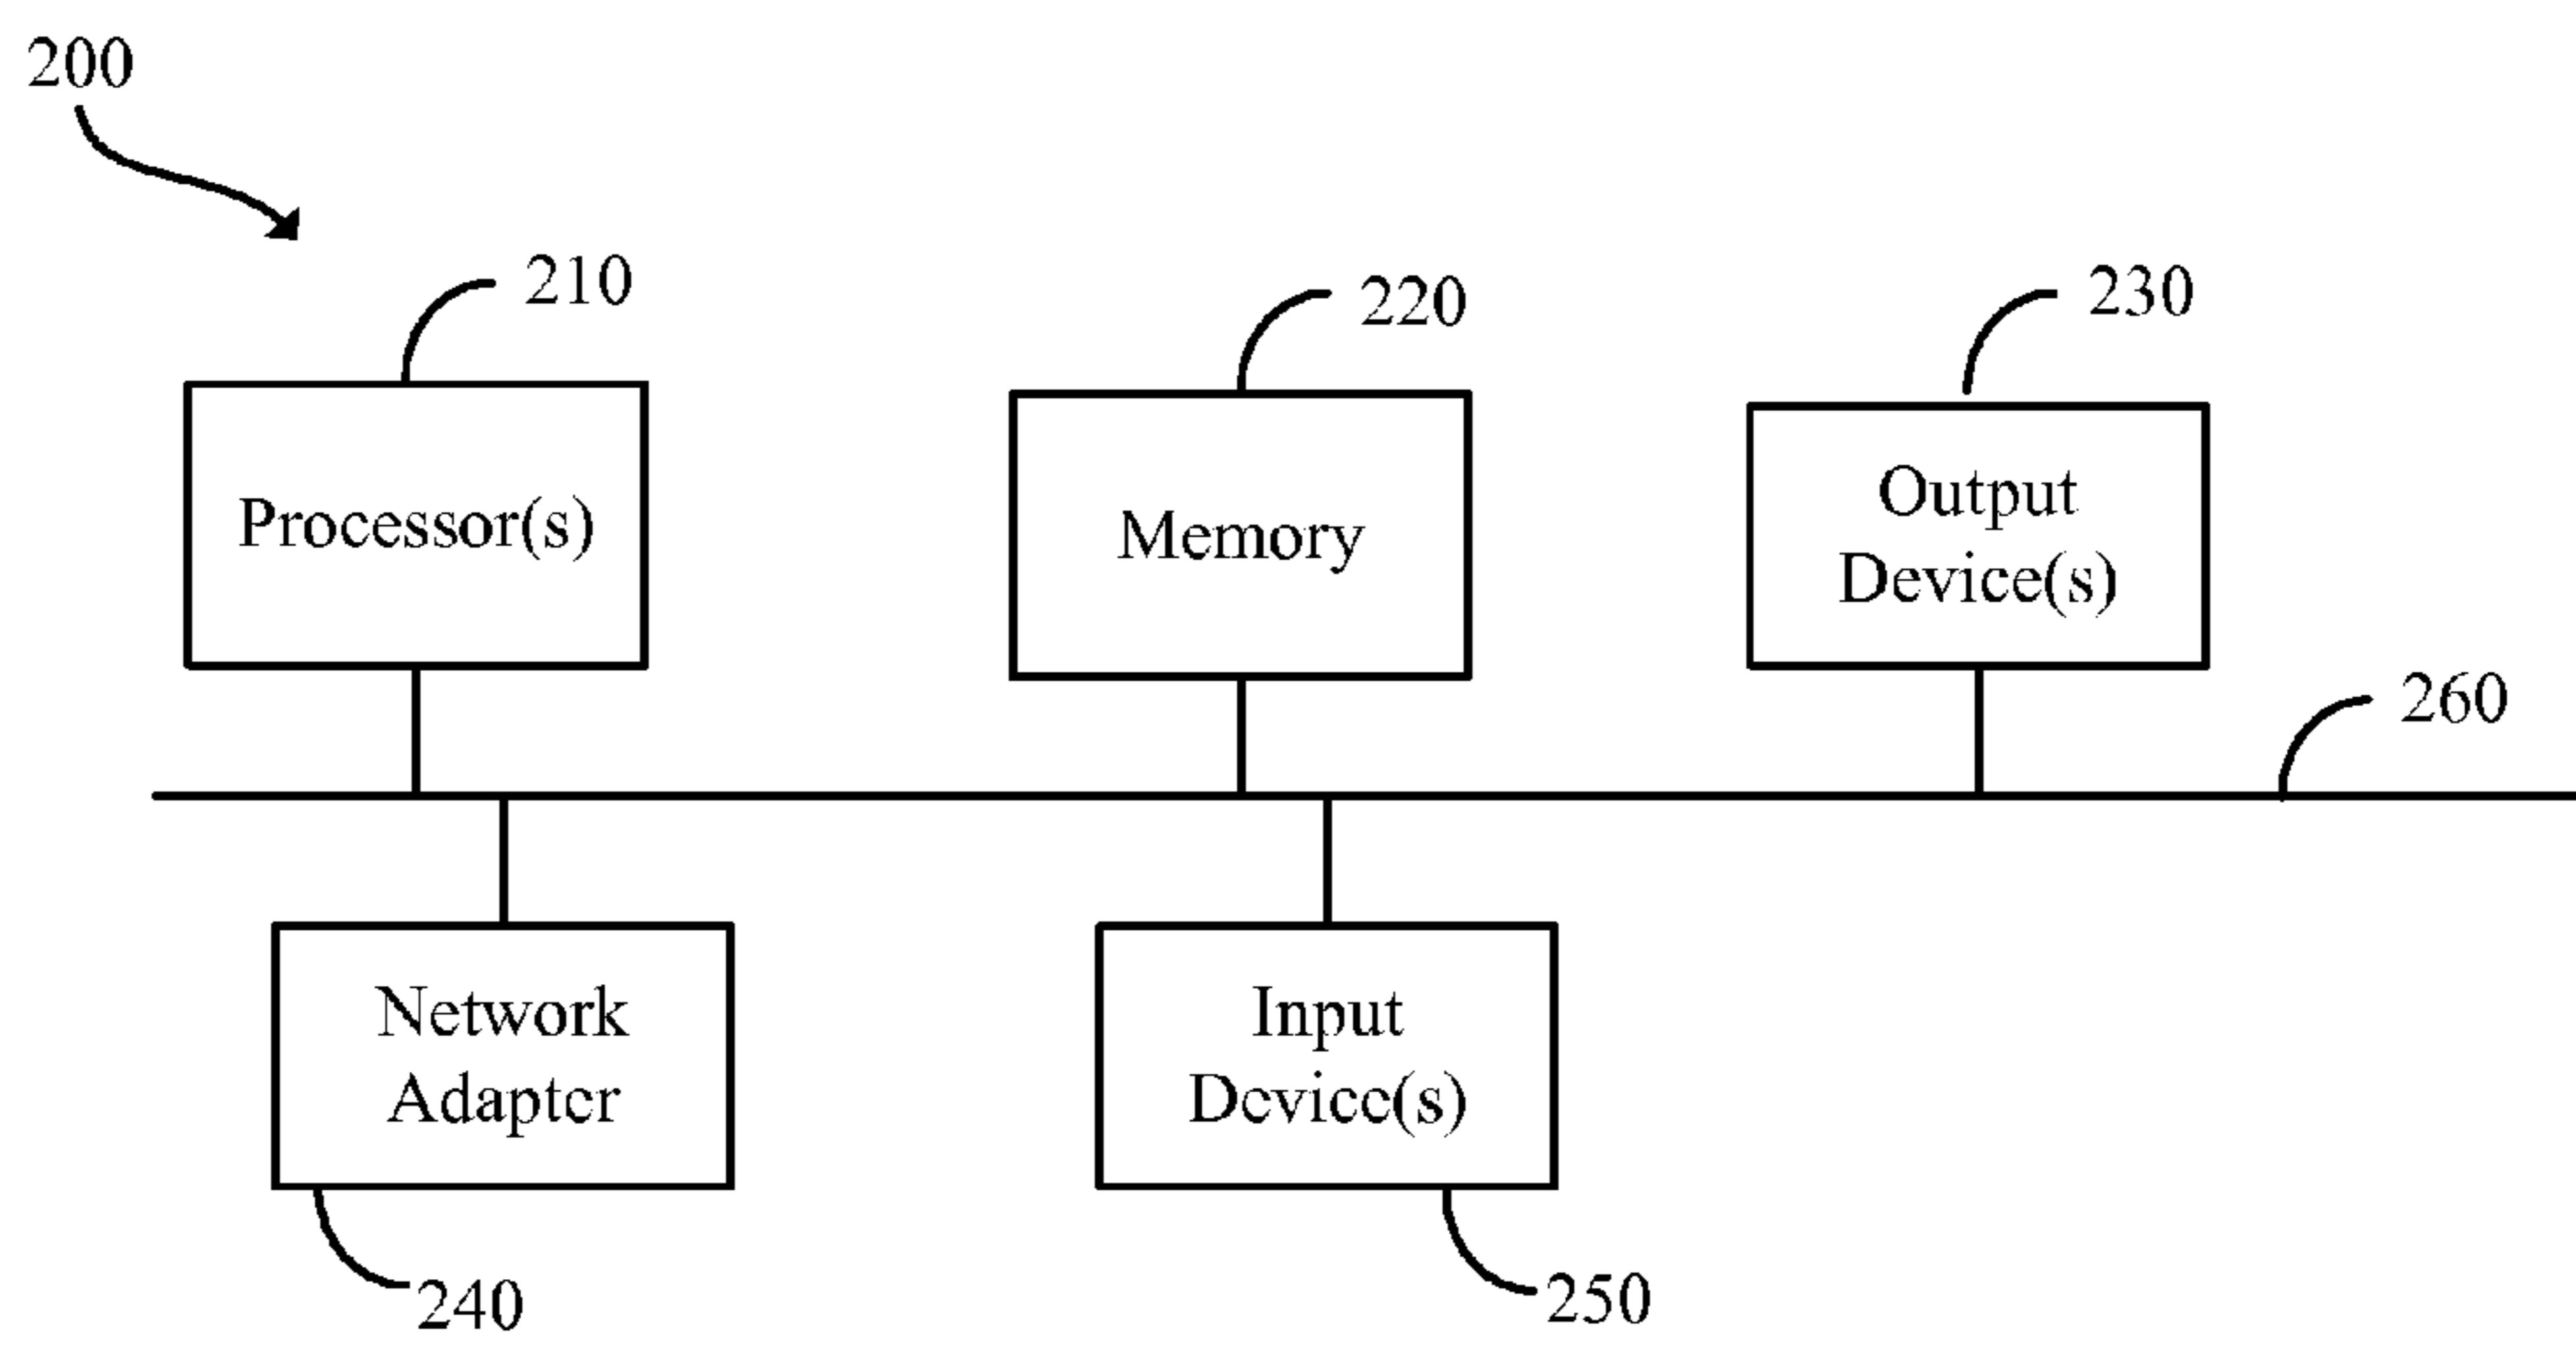 200
210
220
230
Processor(s)
Memory
Output
Device(s)
260
Network
Adapter
Input
Device(s)
240
250